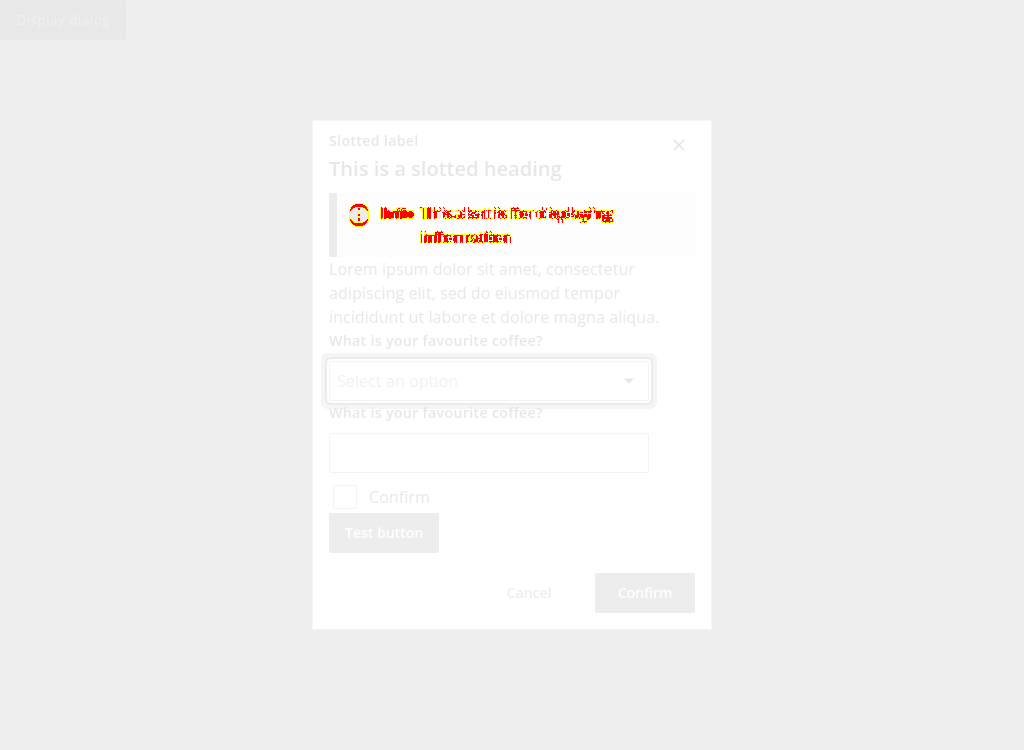 Display dialog
Slotted label
This is a slotted heading
Info This alert is for displaying
information
Lorem ipsum dolor sit amet, consectetur
adipiscing elit, sed do eiusmod tempor
incididunt ut labore et dolore magna aliqua.
What is your favourite coffee?
Select an option
What is your favourite coffee?
Confirm
Test button
Cancel
Confirm